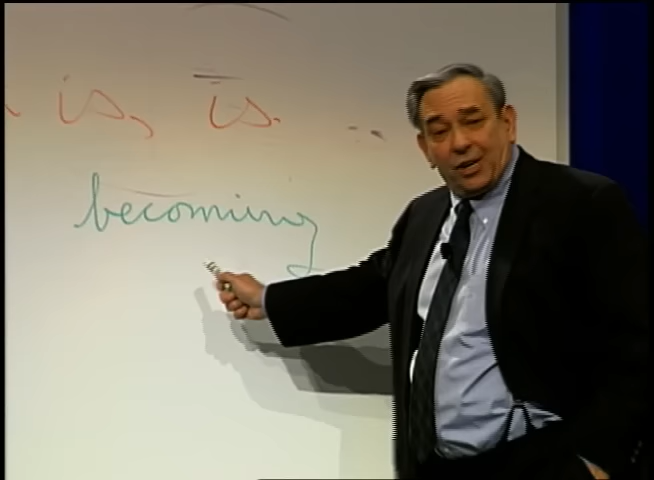 is, is.
becoming